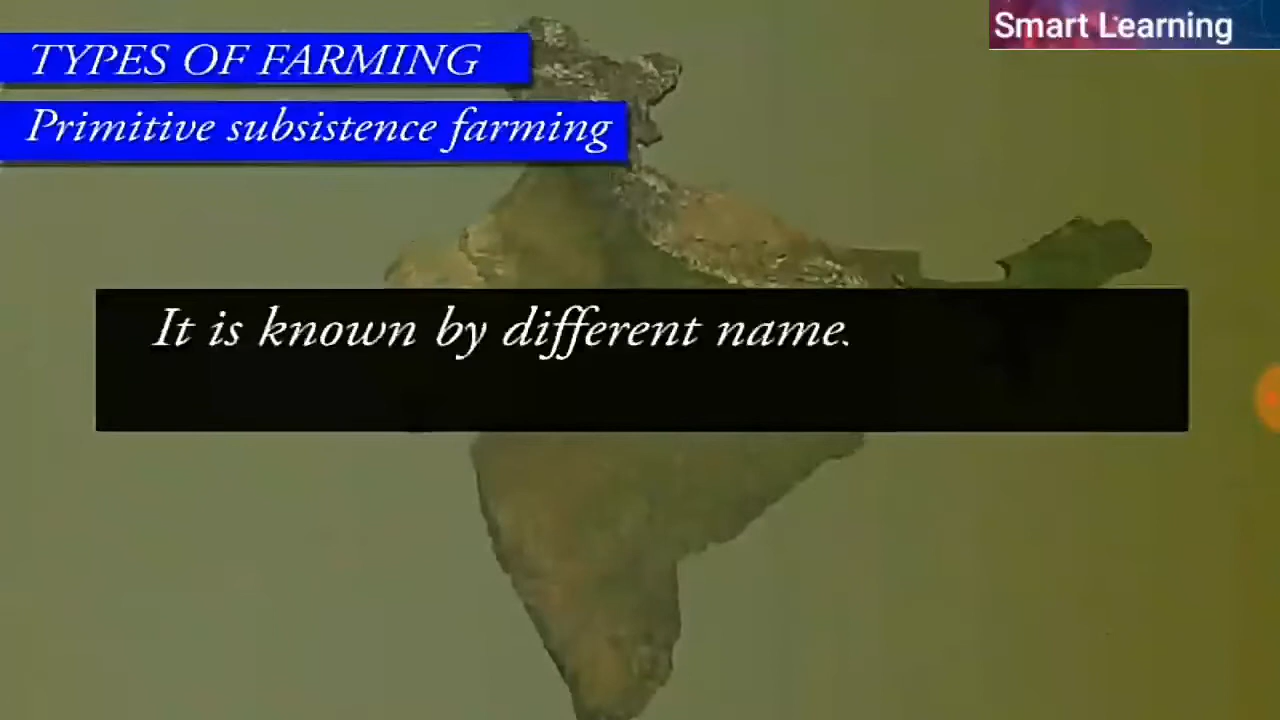 Smart Learning
TYPES OF FARMING
Primitive subsistence farming
It is known by different name.